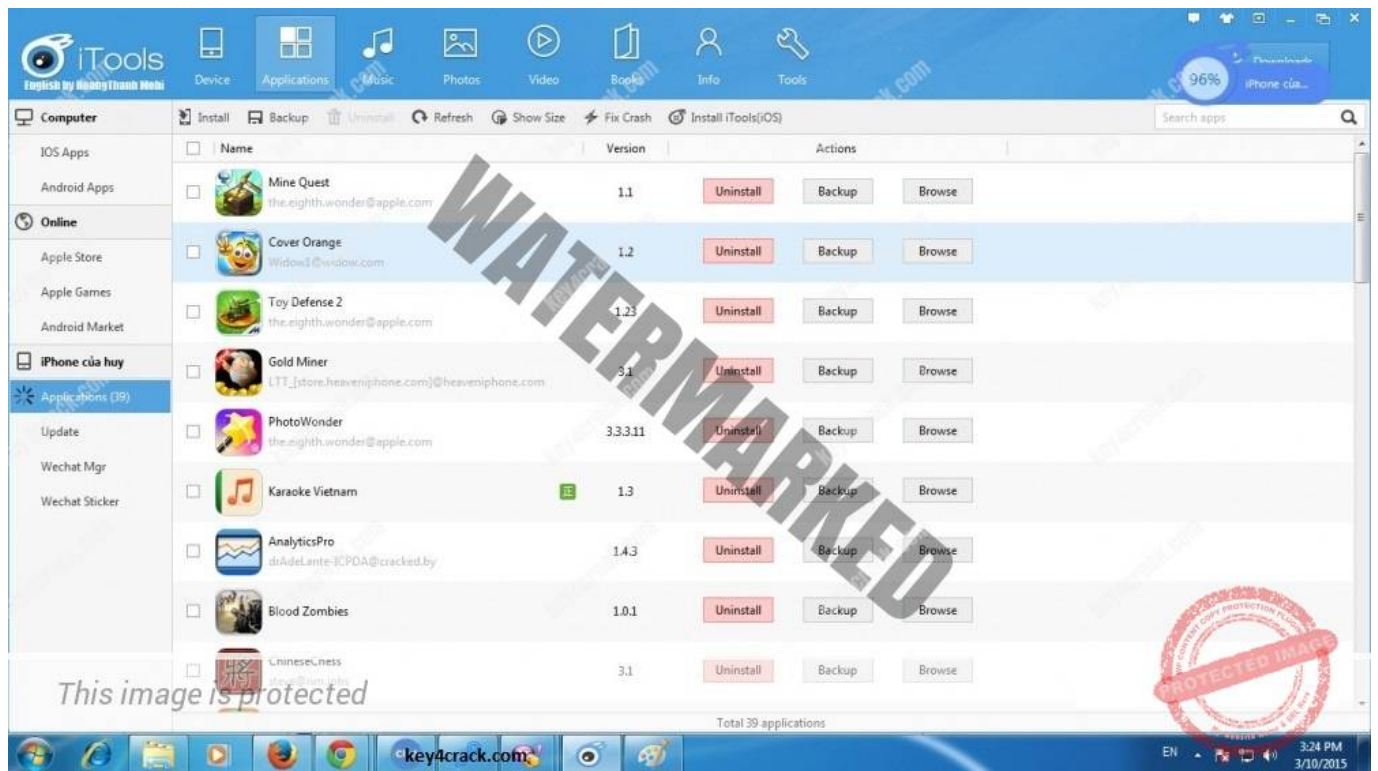 iTools
English by HoangThanh Mobi
Device
Applications
Music
Photos
Video
Books
Info
Tools
Downloads
96%
iPhone của...
Computer
Install
Backup
Uninstall
Refresh
Show Size
Fix Crash
Install iTools(iOS)
Search apps
IOS Apps
Android Apps
Online
Apple Store
Apple Games
Android Market
iPhone của huy
Applications (39)
Update
Wechat Mgr
Wechat Sticker
Name Version Actions
Mine Quest
the.eighth.wonder@apple.com
1.1 Uninstall Backup Browse
Cover Orange
1.2 Uninstall Backup Browse
Toy Defense 2
the.eighth.wonder@apple.com
1.23 Uninstall Backup Browse
Gold Miner
LTT_[store.heaveniphone.com]@heaveniphone.com
3.1 Uninstall Backup Browse
PhotoWonder
the.eighth.wonder@apple.com
3.3.3.11 Uninstall Backup Browse
Karaoke Vietnam
正
1.3 Uninstall Backup Browse
AnalyticsPro
drAdeLante-ICPDA@cracked.by
1.4.3 Uninstall Backup Browse
Blood Zombies
1.0.1 Uninstall Backup Browse
ChineseChess
將
3.1 Uninstall Backup Browse
Total 39 applications
WATERMARKED
This image is protected
PROTECTED IMAGE
key4crack.com
EN
3:24 PM
3/10/2015